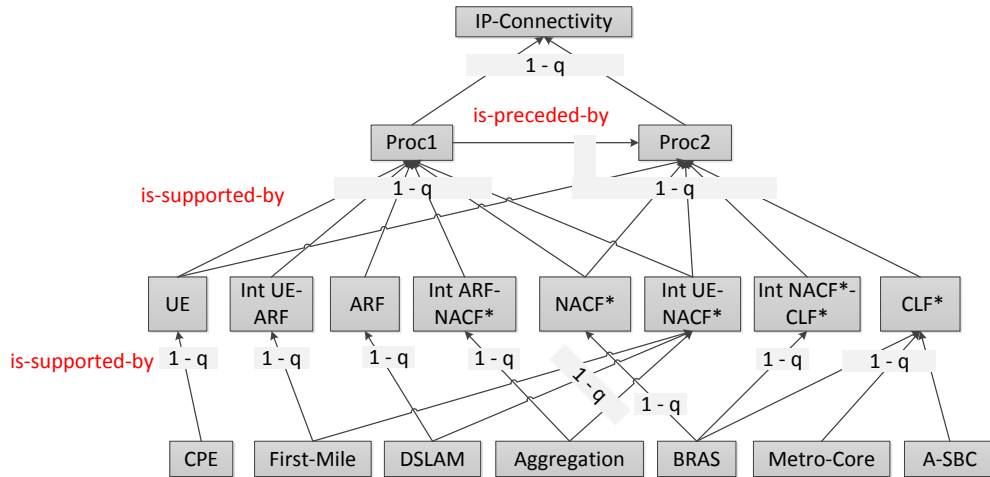 IP-Connectivity
1 - q
is-preceded-by
Proc1
Proc2
is-supported-by
1 - q
1 - q
UE
Int UE-
ARF
ARF
Int ARF-
NACF*
NACF*
Int UE-
NACF*
Int NACF*-
CLF*
CLF*
is-supported-by
1 - q
1 - q
1 - q
1 - q
1 - q
1 - q
1 - q
1 - q
CPE
First-Mile
DSLAM
Aggregation
BRAS
Metro-Core
A-SBC